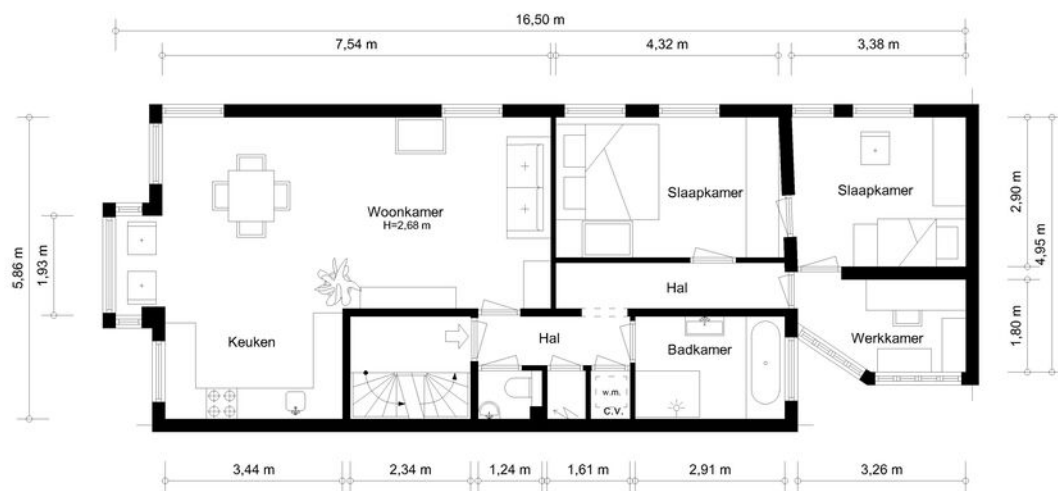 16,50 m
7,54 m
4,32 m
3,38 m
5,86 m
1,93 m
Woonkamer
H=2,68 m
Slaapkamer
Slaapkamer
2,90 m
4,95 m
1,80 m
Hal
Keuken
Hal
Badkamer
Werkkamer
w.m.
C.V.
3,44 m
2,34 m
1,24 m
1,61 m
2,91 m
3,26 m